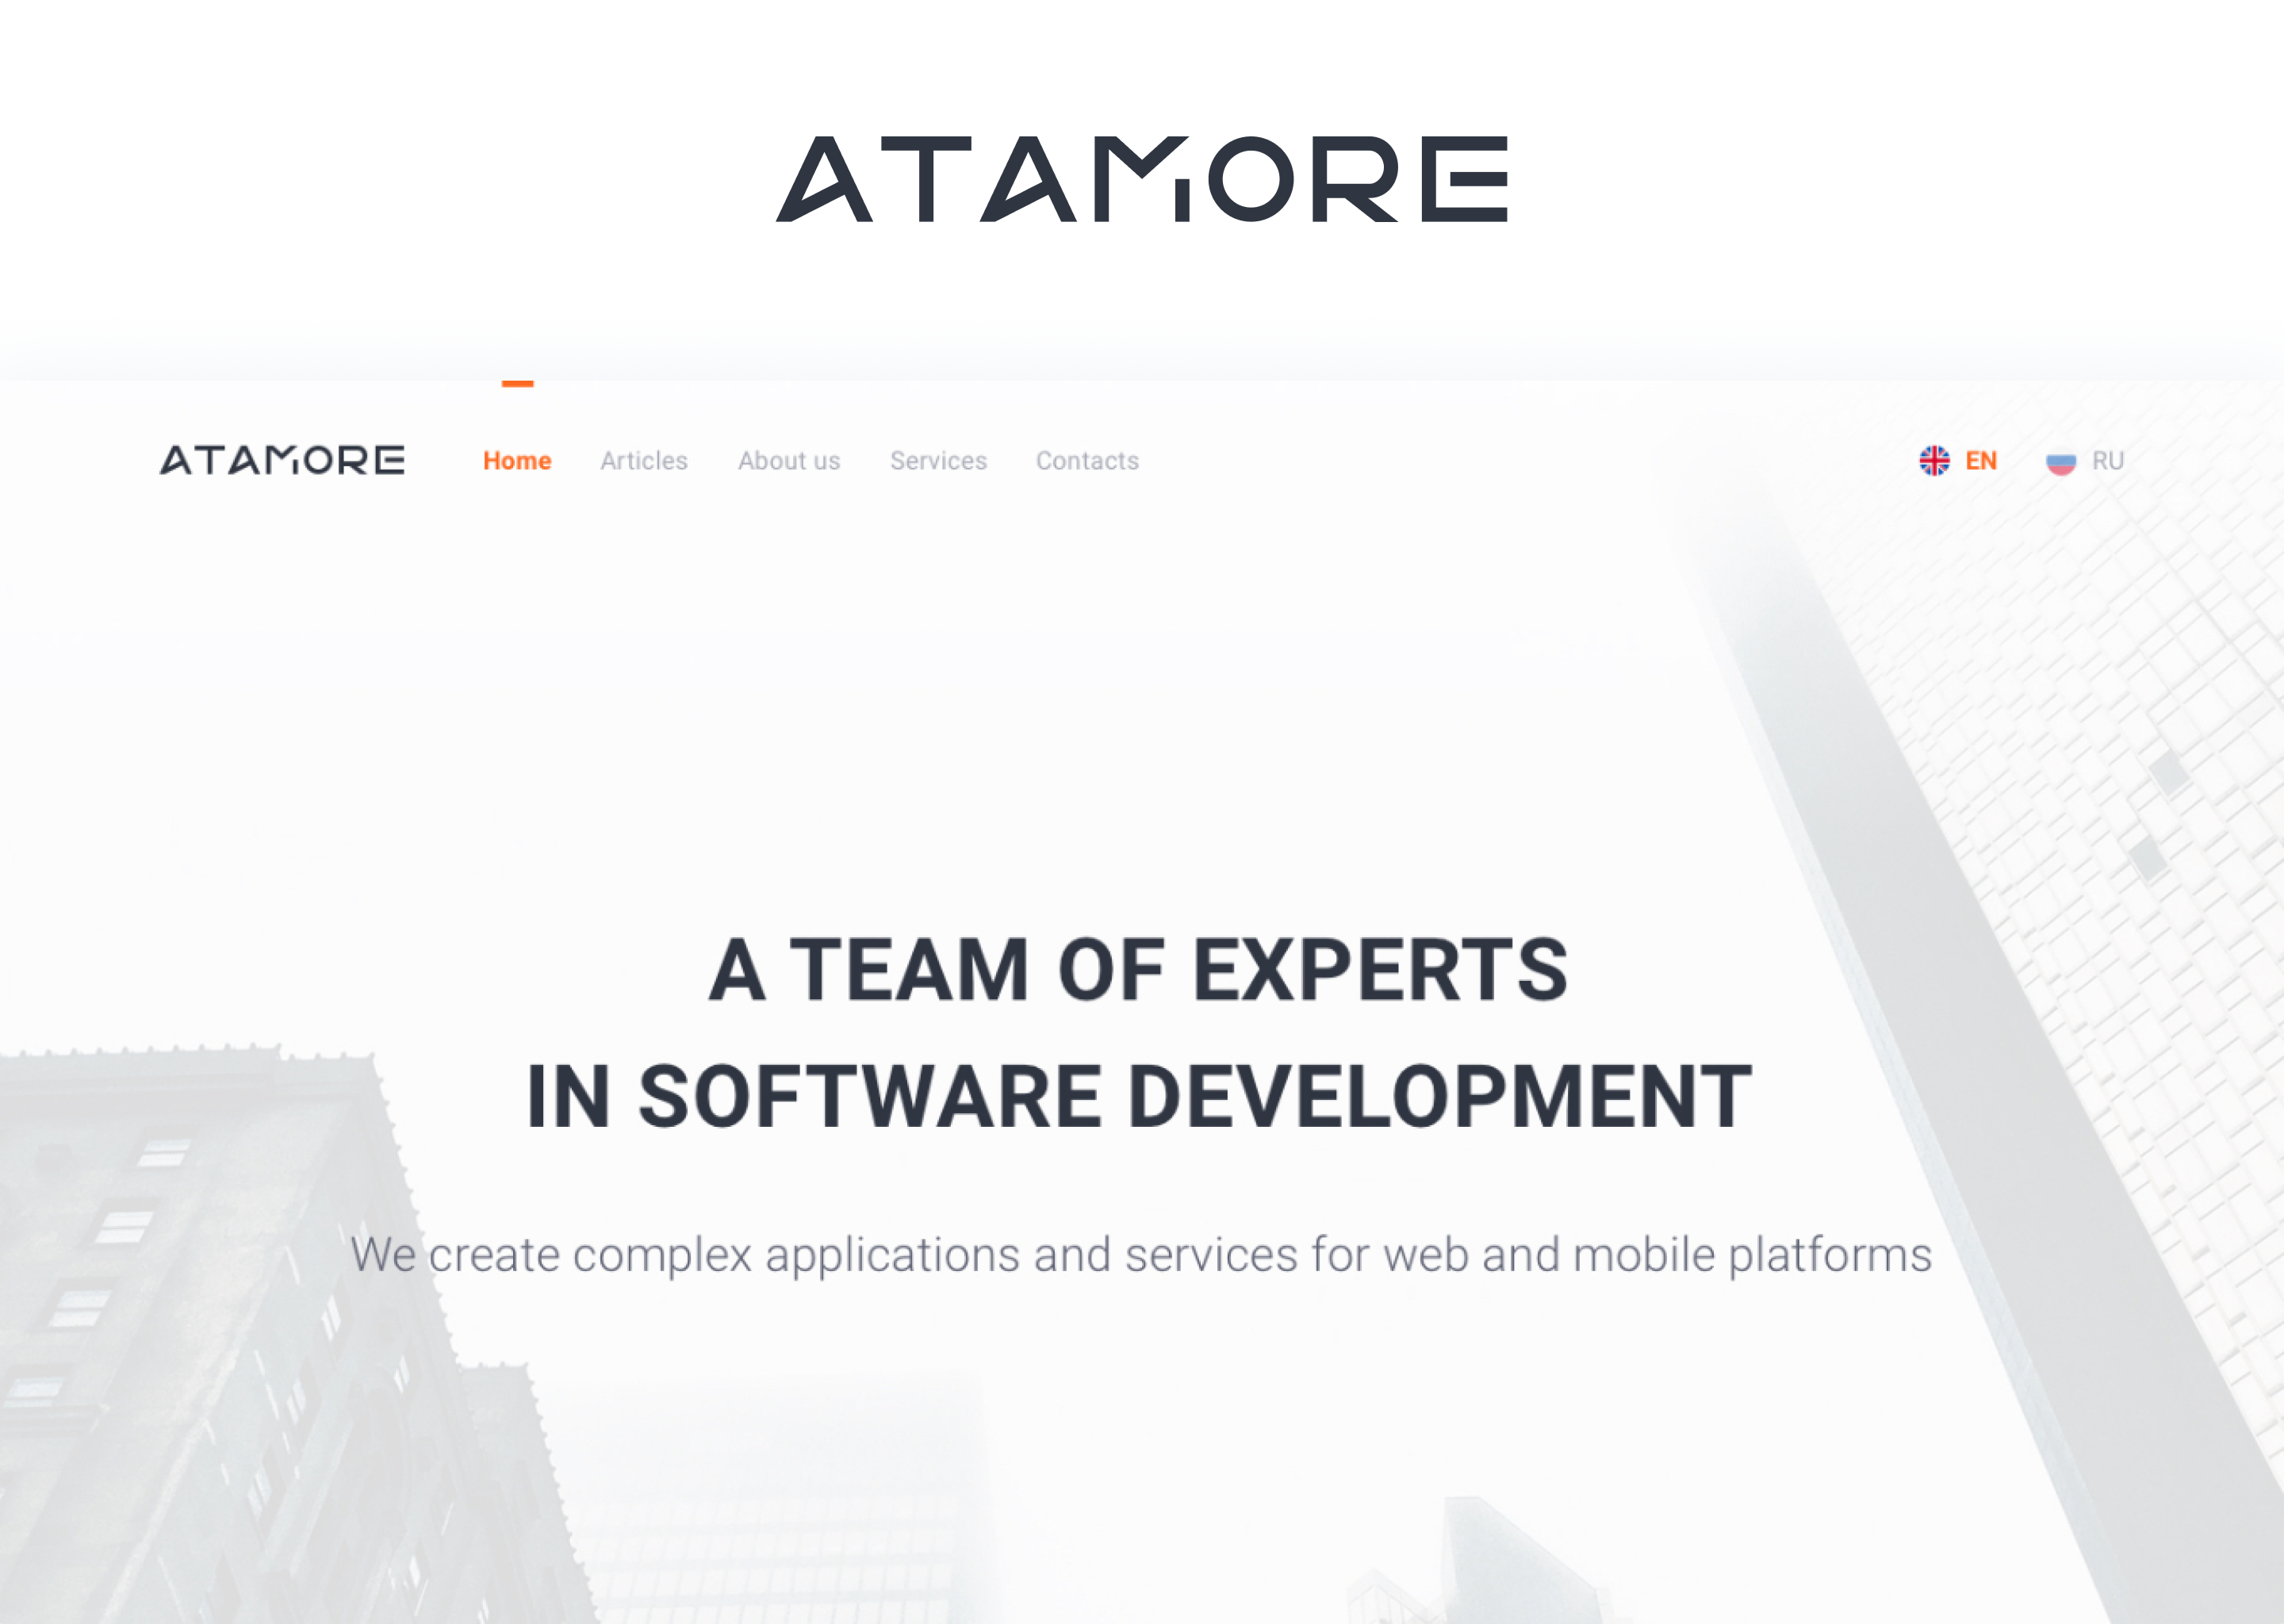 ATAMORE
ATAMORE Home Articles About us Services Contacts EN RU
A TEAM OF EXPERTS
IN SOFTWARE DEVELOPMENT
We create complex applications and services for web and mobile platforms